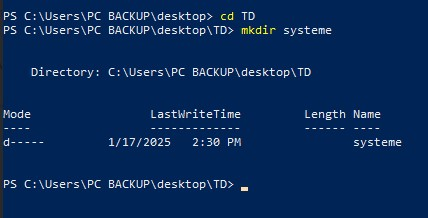 PS C:\Users\PC BACKUP\desktop> cd TD
PS C:\Users\PC BACKUP\desktop\TD> mkdir systeme
    Directory: C:\Users\PC BACKUP\desktop\TD
Mode                 LastWriteTime         Length Name
----                 -------------         ------ ----
d-----         1/17/2025   2:30 PM                systeme
PS C:\Users\PC BACKUP\desktop\TD>